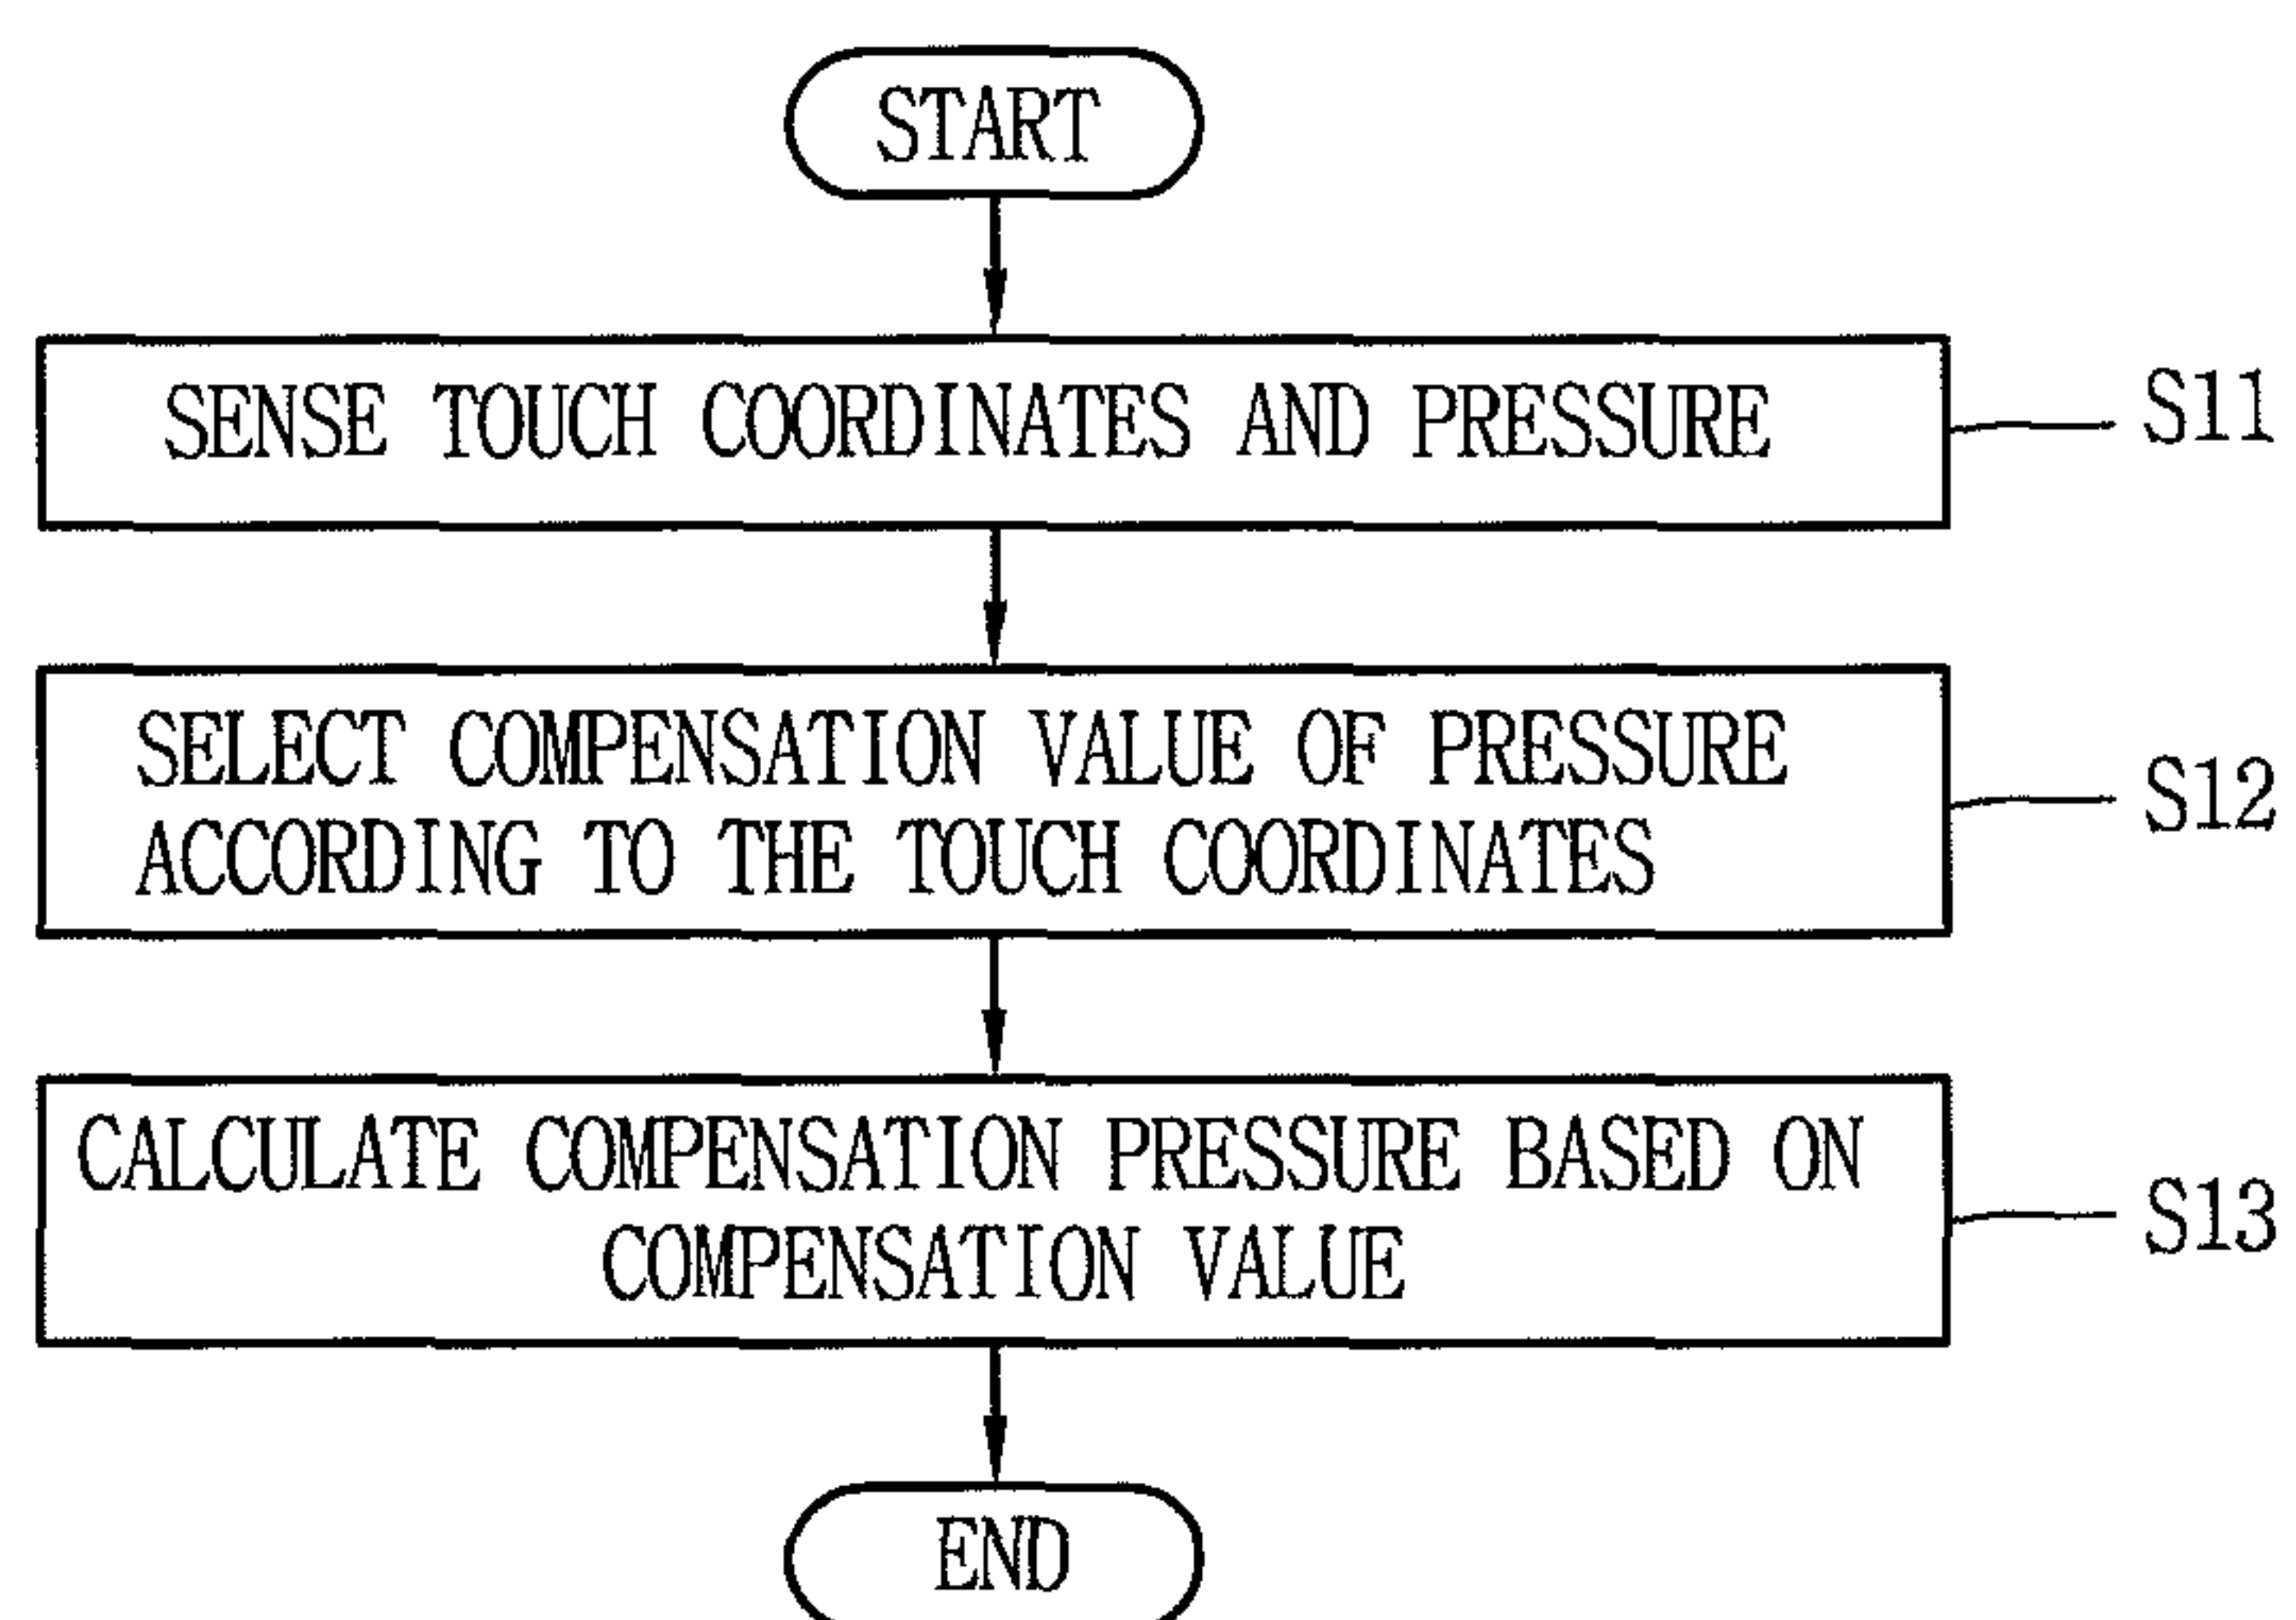 START
SENSE TOUCH COORDINATES AND PRESSURE
S11
SELECT COMPENSATION VALUE OF PRESSURE
ACCORDING TO THE TOUCH COORDINATES
S12
CALCULATE COMPENSATION PRESSURE BASED ON
COMPENSATION VALUE
S13
END